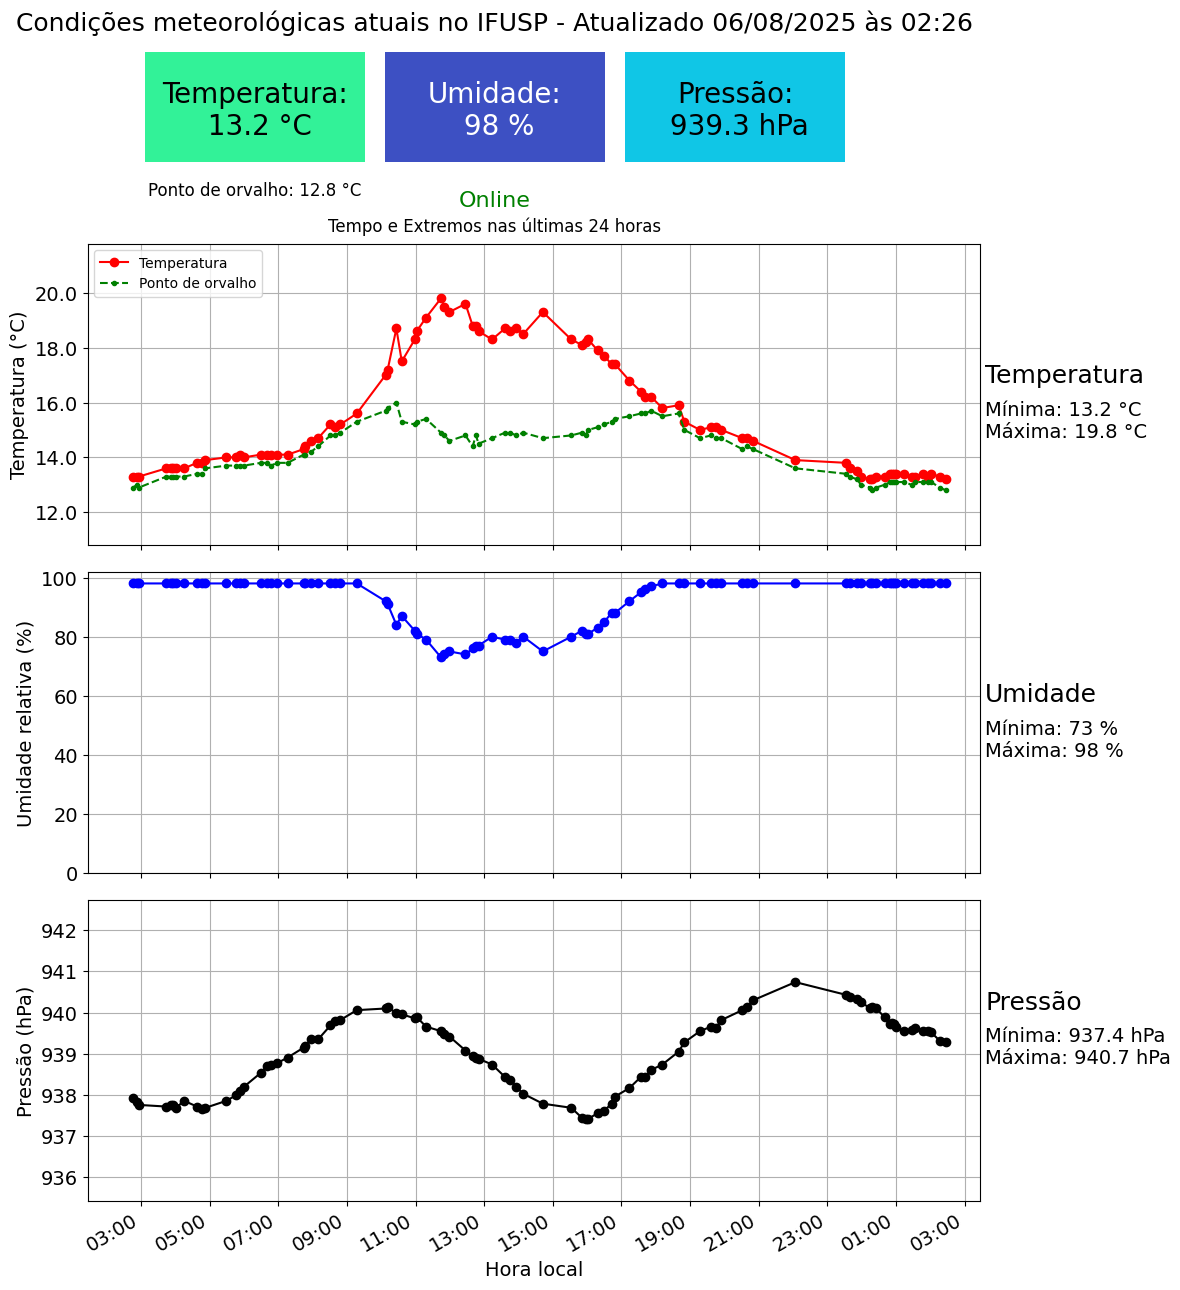 Condições meteorológicas atuais no IFUSP - Atualizado 06/08/2025 às 02:26
Temperatura:
13.2 °C
Umidade:
98 %
Pressão:
939.3 hPa
Ponto de orvalho: 12.8 °C
Online
Tempo e Extremos nas últimas 24 horas
Temperatura
Ponto de orvalho
Temperatura (°C)
20.0
18.0
16.0
14.0
12.0
Temperatura
Mínima: 13.2 °C
Máxima: 19.8 °C
Umidade relativa (%)
100
80
60
40
20
0
Umidade
Mínima: 73 %
Máxima: 98 %
Pressão (hPa)
942
941
940
939
938
937
936
Pressão
Mínima: 937.4 hPa
Máxima: 940.7 hPa
03:00
05:00
07:00
09:00
11:00
13:00
15:00
17:00
19:00
21:00
23:00
01:00
03:00
Hora local